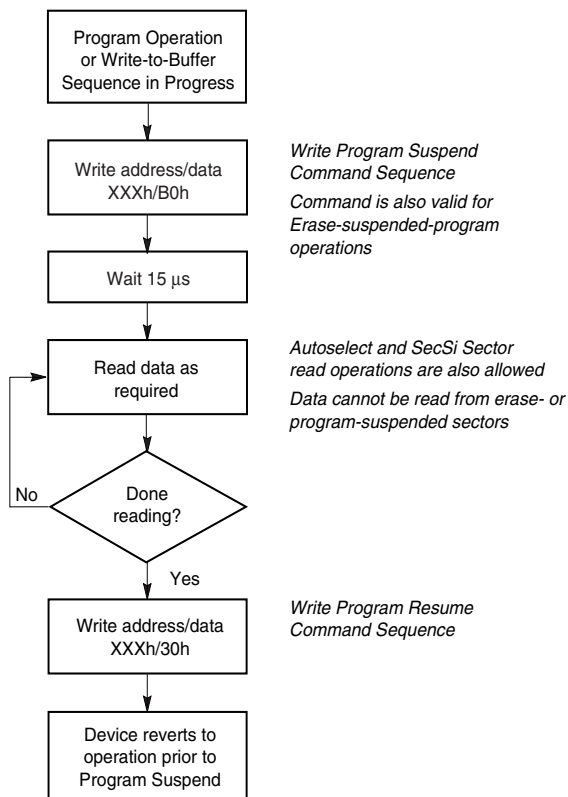 Program Operation
or Write-to-Buffer
Sequence in Progress
Write address/data
XXXh/B0h
Write Program Suspend
Command Sequence
Command is also valid for
Erase-suspended-program
operations
Wait 15 μs
Read data as
required
Autoselect and SecSi Sector
read operations are also allowed
Data cannot be read from erase- or
program-suspended sectors
Done
reading?
No
Yes
Write address/data
XXXh/30h
Write Program Resume
Command Sequence
Device reverts to
operation prior to
Program Suspend